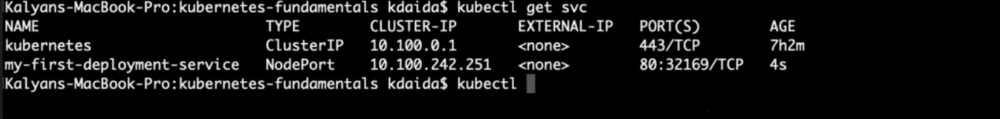 Kalyans-MacBook-Pro:kubernetes-fundamentals kdaida$ kubectl get svc
NAME TYPE CLUSTER-IP EXTERNAL-IP PORT(S) AGE
kubernetes ClusterIP 10.100.0.1 <none> 443/TCP 7h2m
my-first-deployment-service NodePort 10.100.242.251 <none> 80:32169/TCP 4s
Kalyans-MacBook-Pro:kubernetes-fundamentals kdaida$ kubectl